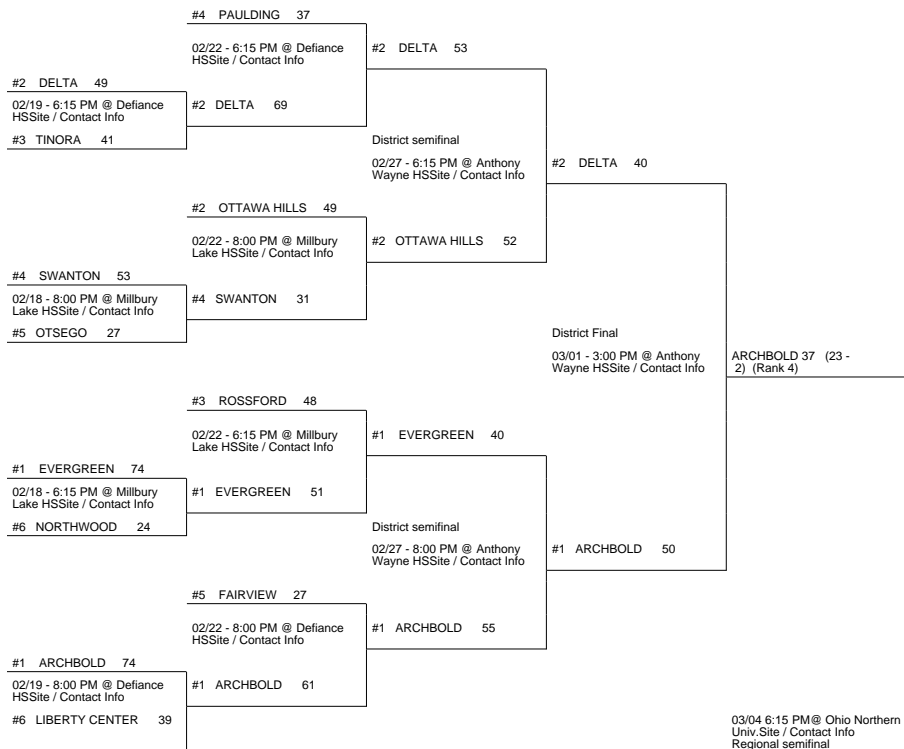 #4 PAULDING 37
02/22 - 6:15 PM @ Defiance
HSSite / Contact Info
#2 DELTA 53
#2 DELTA 49
02/19 - 6:15 PM @ Defiance
HSSite / Contact Info
#2 DELTA 69
#3 TINORA 41
District semifinal
02/27 - 6:15 PM @ Anthony
Wayne HSSite / Contact Info
#2 DELTA 40
#2 OTTAWA HILLS 49
02/22 - 8:00 PM @ Millbury
Lake HSSite / Contact Info
#2 OTTAWA HILLS 52
#4 SWANTON 53
02/18 - 8:00 PM @ Millbury
Lake HSSite / Contact Info
#4 SWANTON 31
#5 OTSEGO 27
District Final
03/01 - 3:00 PM @ Anthony
Wayne HSSite / Contact Info
ARCHBOLD 37 (23 -
2) (Rank 4)
#3 ROSSFORD 48
02/22 - 6:15 PM @ Millbury
Lake HSSite / Contact Info
#1 EVERGREEN 40
#1 EVERGREEN 74
02/18 - 6:15 PM @ Millbury
Lake HSSite / Contact Info
#1 EVERGREEN 51
#6 NORTHWOOD 24
District semifinal
02/27 - 8:00 PM @ Anthony
Wayne HSSite / Contact Info
#1 ARCHBOLD 50
#5 FAIRVIEW 27
02/22 - 8:00 PM @ Defiance
HSSite / Contact Info
#1 ARCHBOLD 55
#1 ARCHBOLD 74
02/19 - 8:00 PM @ Defiance
HSSite / Contact Info
#1 ARCHBOLD 61
#6 LIBERTY CENTER 39
03/04 6:15 PM@ Ohio Northern
Univ.Site / Contact Info
Regional semifinal